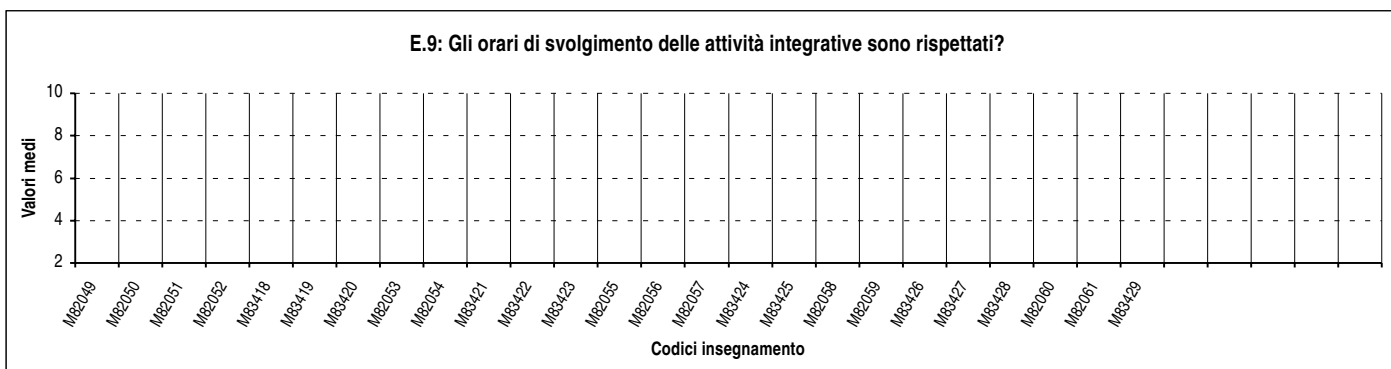 E.9: Gli orari di svolgimento delle attività integrative sono rispettati?
Valori medi
10
8
6
4
2
M82049
M82050
M82051
M82052
M83418
M83419
M83420
M82053
M82054
M83421
M83422
M83423
M82055
M82056
M82057
M83424
M83425
M82058
M82059
M83426
M83427
M83428
M82060
M82061
M83429
Codici insegnamento